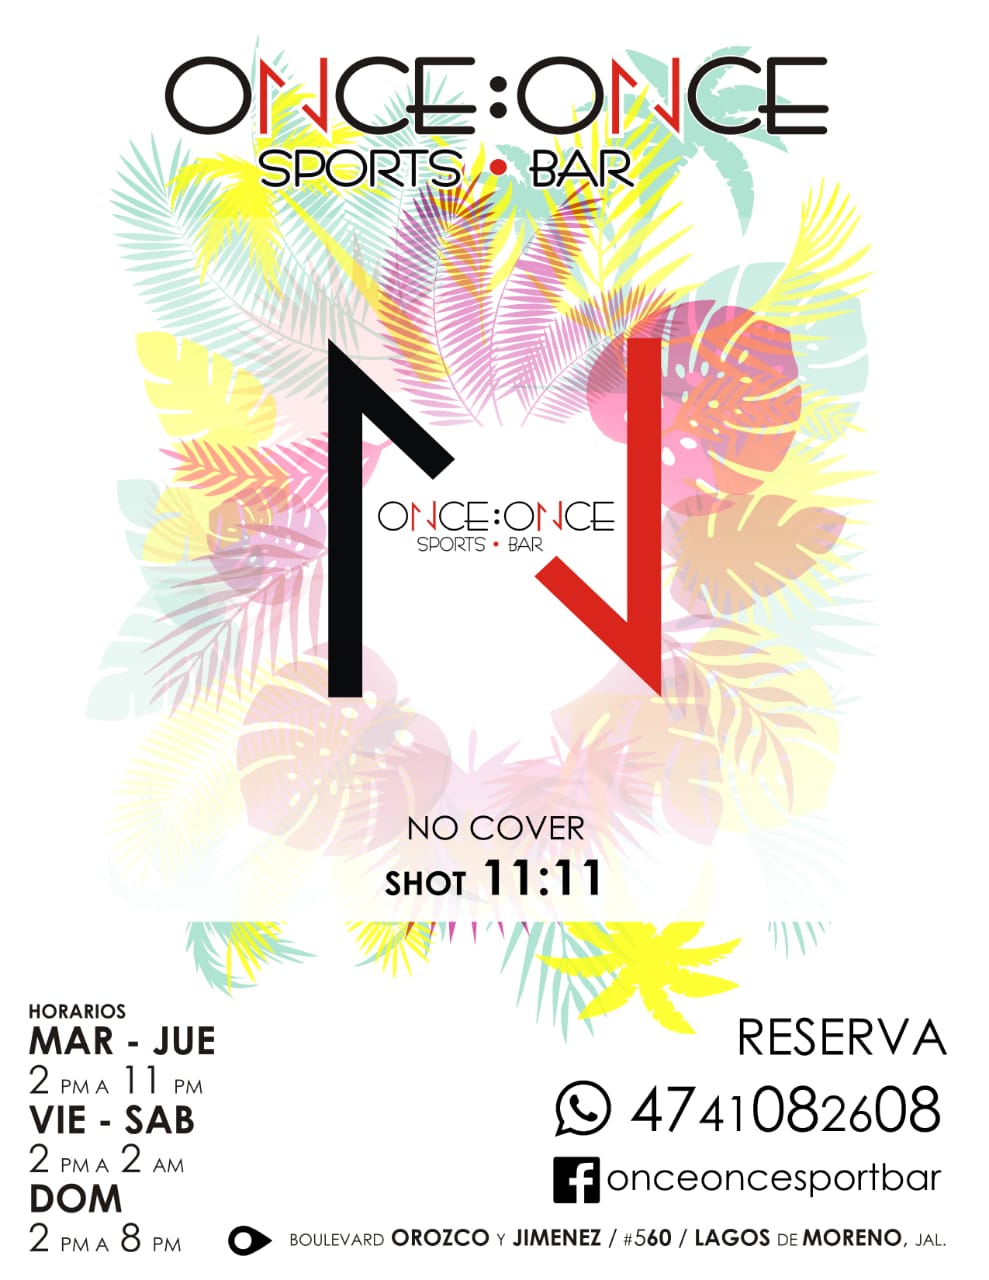 ONCE:ONCE
SPORTS • BAR
ONCE:ONCE
SPORTS • BAR
NO COVER
SHOT 11:11
HORARIOS
MAR - JUE
2 PM A 11 PM
VIE - SAB
2 PM A 2 AM
DOM
2 PM A 8 PM
RESERVA
4741082608
onceoncesportbar
BOULEVARD OROZCO Y JIMENEZ / #560 / LAGOS DE MORENO, JAL.